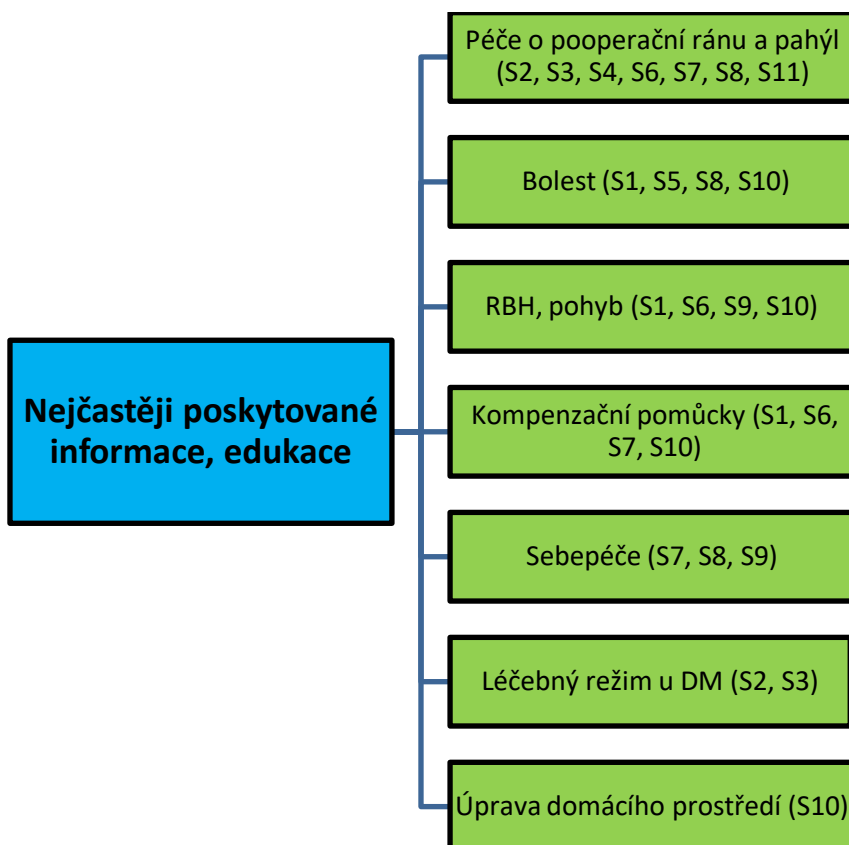 Péče o pooperační ránu a pahýl
(S2, S3, S4, S6, S7, S8, S11)
Bolest (S1, S5, S8, S10)
RBH, pohyb (S1, S6, S9, S10)
Nejčastěji poskytované
informace, edukace
Kompenzační pomůcky (S1, S6,
S7, S10)
Sebepéče (S7, S8, S9)
Léčebný režim u DM (S2, S3)
Úprava domácího prostředí (S10)